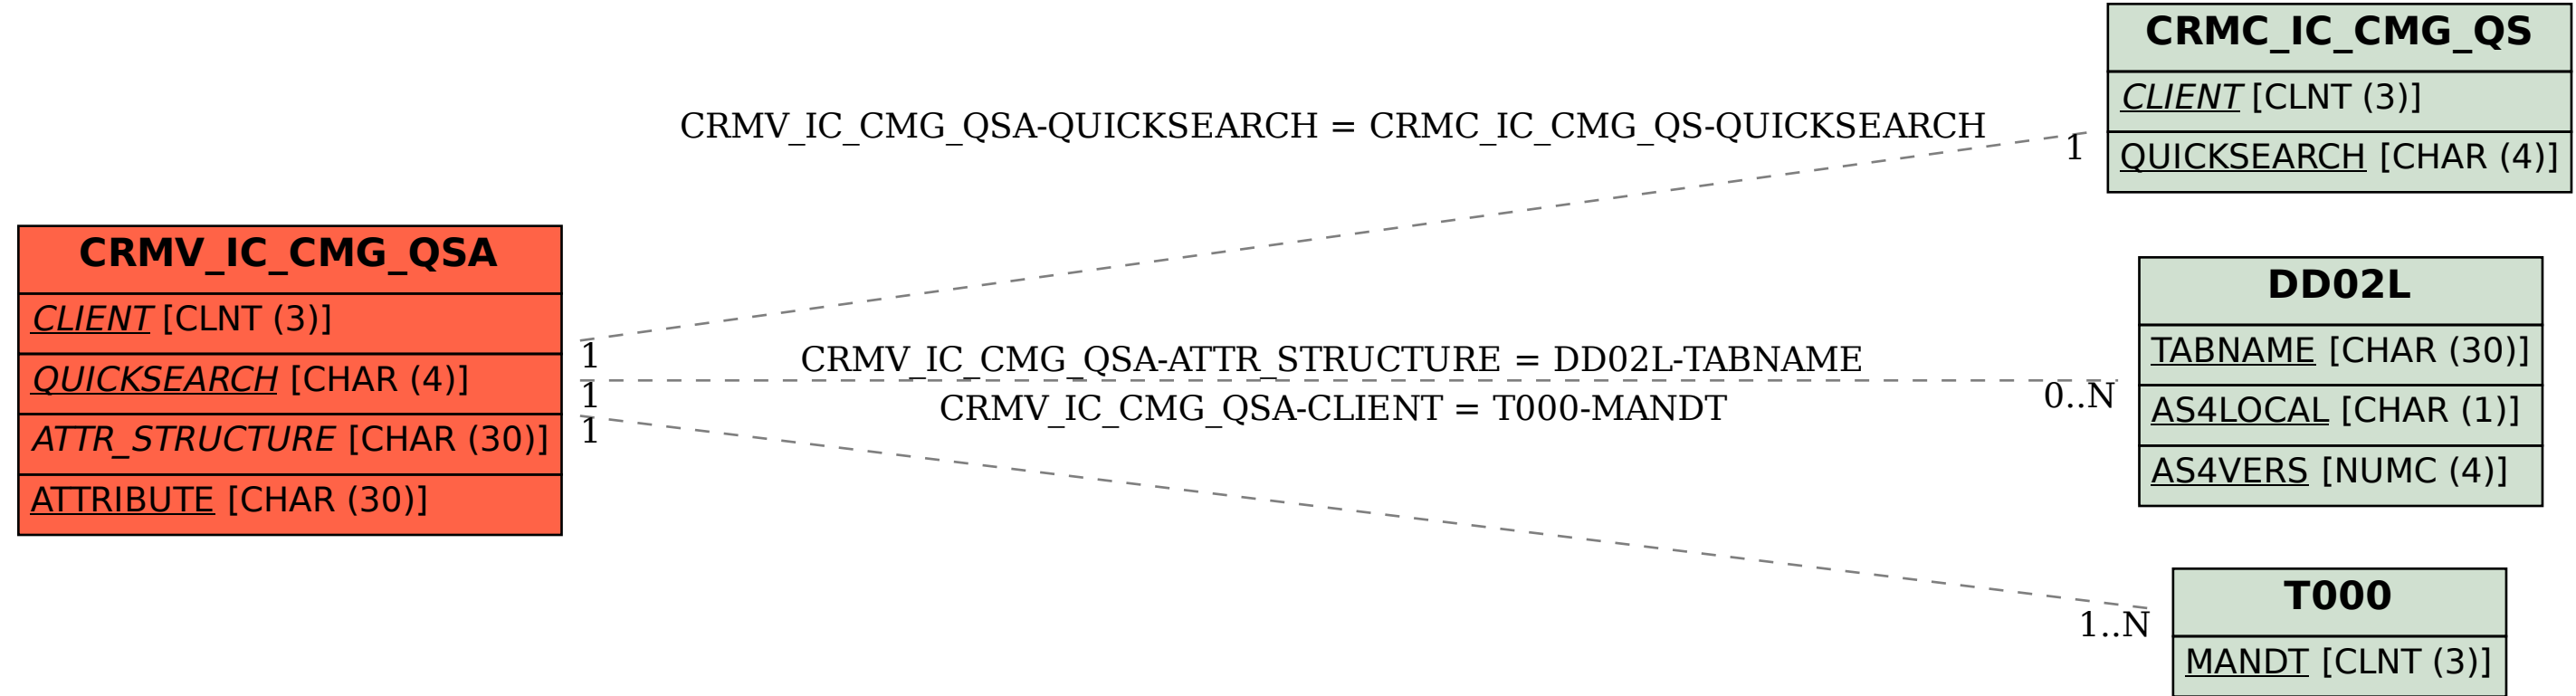 CRMC_IC_CMG_QS
CLIENT [CLNT (3)]
QUICKSEARCH [CHAR (4)]
CRMV_IC_CMG_QSA-QUICKSEARCH = CRMC_IC_CMG_QS-QUICKSEARCH
1
CRMV_IC_CMG_QSA
CLIENT [CLNT (3)]
QUICKSEARCH [CHAR (4)]
ATTR_STRUCTURE [CHAR (30)]
ATTRIBUTE [CHAR (30)]
1
1
1
CRMV_IC_CMG_QSA-ATTR_STRUCTURE = DD02L-TABNAME
CRMV_IC_CMG_QSA-CLIENT = T000-MANDT
0..N
DD02L
TABNAME [CHAR (30)]
AS4LOCAL [CHAR (1)]
AS4VERS [NUMC (4)]
1..N
T000
MANDT [CLNT (3)]